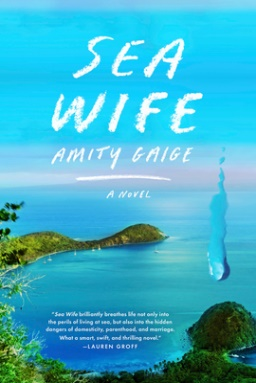 SEA
WIFE
AMITY GAIGE
A NOVEL
"Sea Wife brilliantly breathes life not only into
the perils of living at sea, but also into the hidden
dangers of domesticity, parenthood, and marriage.
What a smart, swift, and thrilling novel."
—LAUREN GROFF